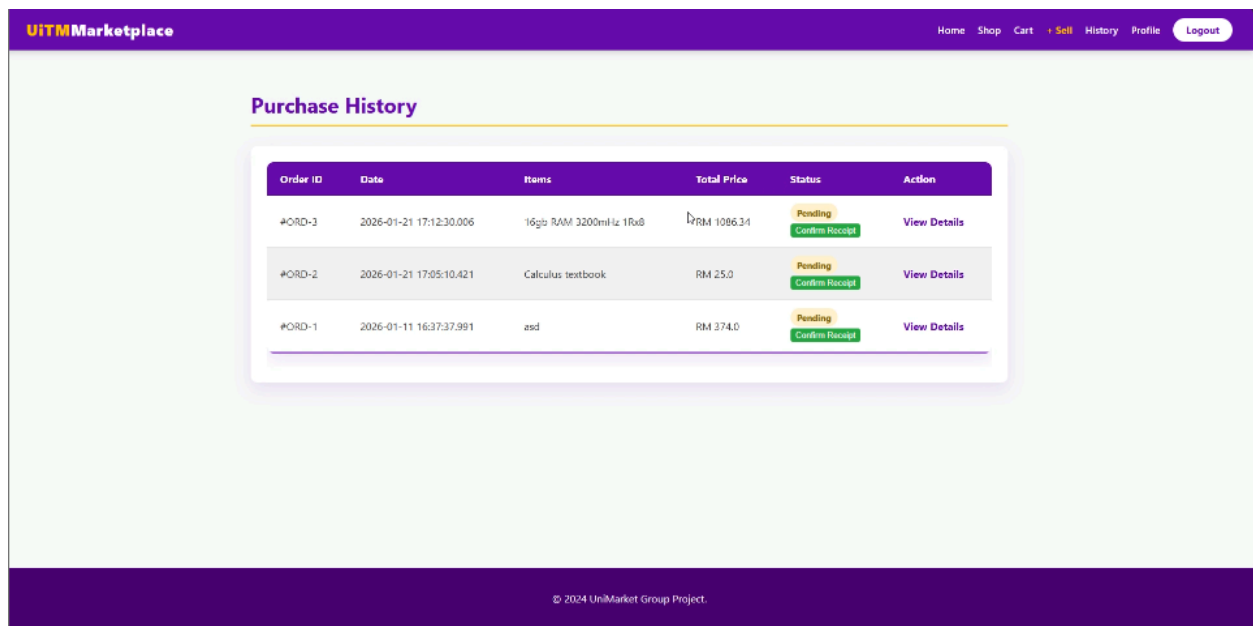 UiTMMarketplace Home Shop Cart + Sell History Profile Logout
Purchase History
Order ID Date Items Total Price Status Action
#ORD-3 2026-01-21 17:12:30.006 16gb RAM 3200mHz 1Rx8 RM 1086.34 Pending View Details
Confirm Receipt
#ORD-2 2026-01-21 17:05:10.421 Calculus textbook RM 25.0 Pending View Details
Confirm Receipt
#ORD-1 2026-01-11 16:37:37.991 asd RM 374.0 Pending View Details
Confirm Receipt
© 2024 UniMarket Group Project.